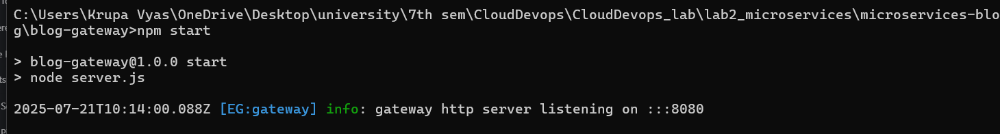 C:\Users\Krupa Vyas\OneDrive\Desktop\university\7th sem\CloudDevops\CloudDevops_lab\lab2_microservices\microservices-blo
g\blog-gateway>npm start
> blog-gateway@1.0.0 start
> node server.js
2025-07-21T10:14:00.088Z [EG:gateway] info: gateway http server listening on :::8080